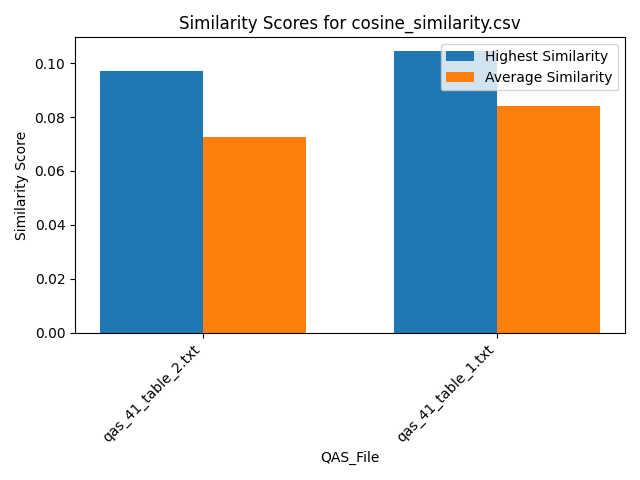 Similarity Scores for cosine_similarity.csv
Highest Similarity
Average Similarity
Similarity Score
0.10
0.08
0.06
0.04
0.02
0.00
qas_41_table_2.txt
qas_41_table_1.txt
QAS_File